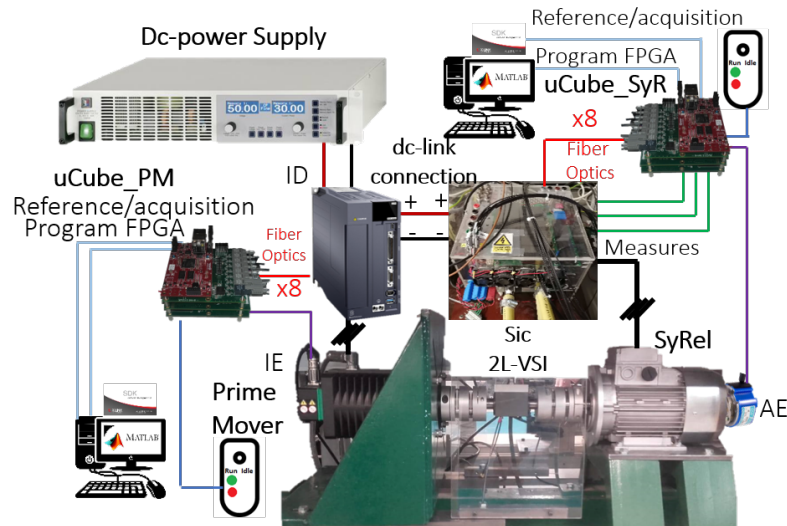 Dc-power Supply
50.00 30.00
Reference/acquisition
SDK
Program FPGA
MATLAB
uCube_SyR
Run Idle
x8
Fiber
Optics
dc-link
connection
ID
+ +
- -
uCube_PM
Reference/acquisition
Program FPGA
Fiber
Optics
x8
Measures
Sic
2L-VSI
SyRel
IE
AE
SDK
MATLAB
Prime
Mover
Run Idle